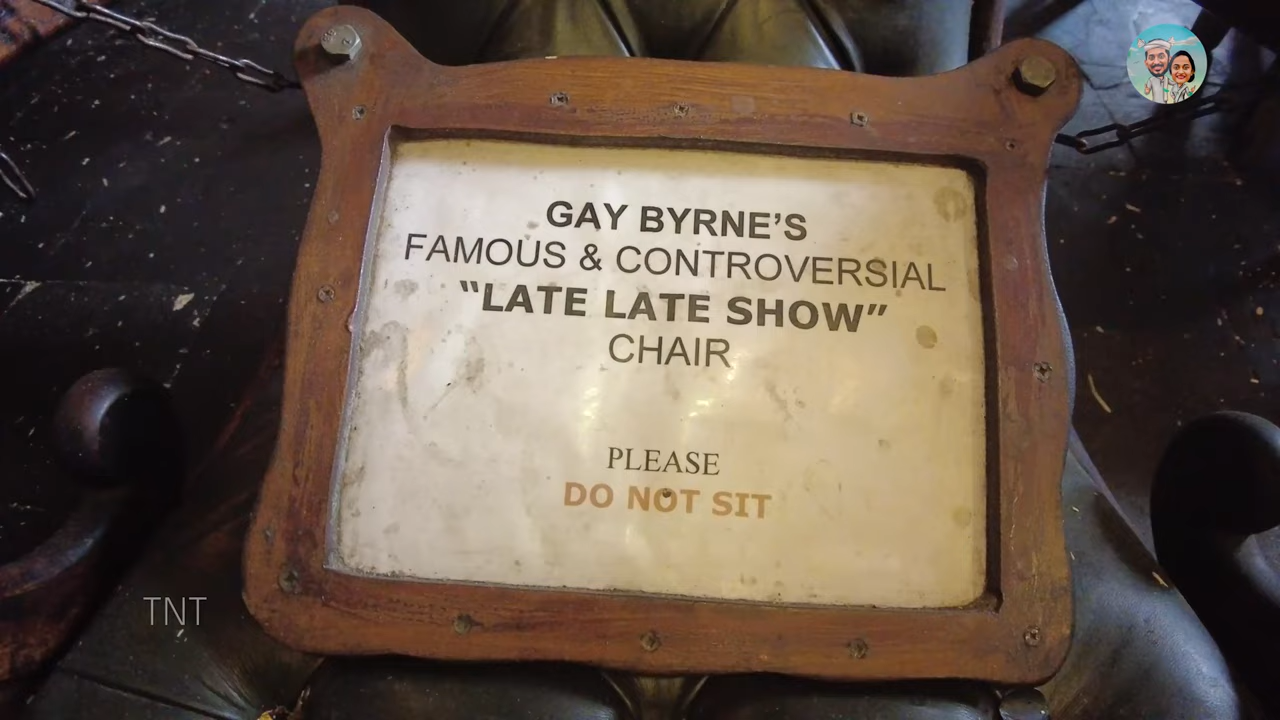 GAY BYRNE’S
FAMOUS & CONTROVERSIAL
“LATE LATE SHOW”
CHAIR
PLEASE
DO NOT SIT
TNT